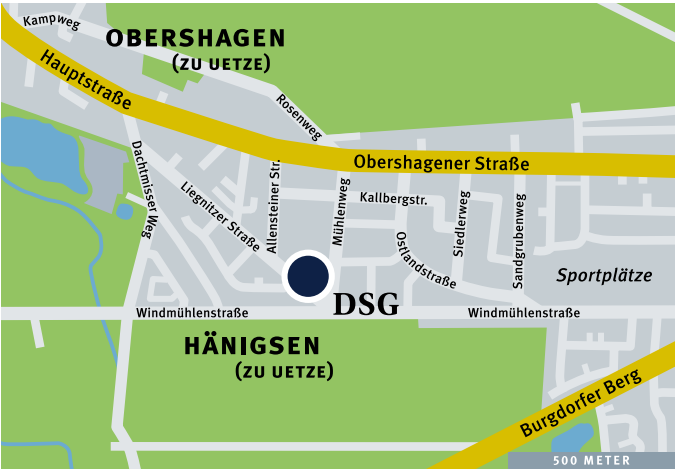 Kampweg
OBERSHAGEN
(ZU UETZE)
Hauptstraße
Rosenweg
Obershagener Straße
Dachtmisser Weg
Liegnitzer Straße
Allensteiner Str.
Mühlenweg
Kallbergstr.
Ostlandstraße
Siedlerweg
Sandgrubenweg
Sportplätze
DSG
Windmühlenstraße
Windmühlenstraße
HÄNIGSEN
(ZU UETZE)
Burgdorfer Berg
500 METER